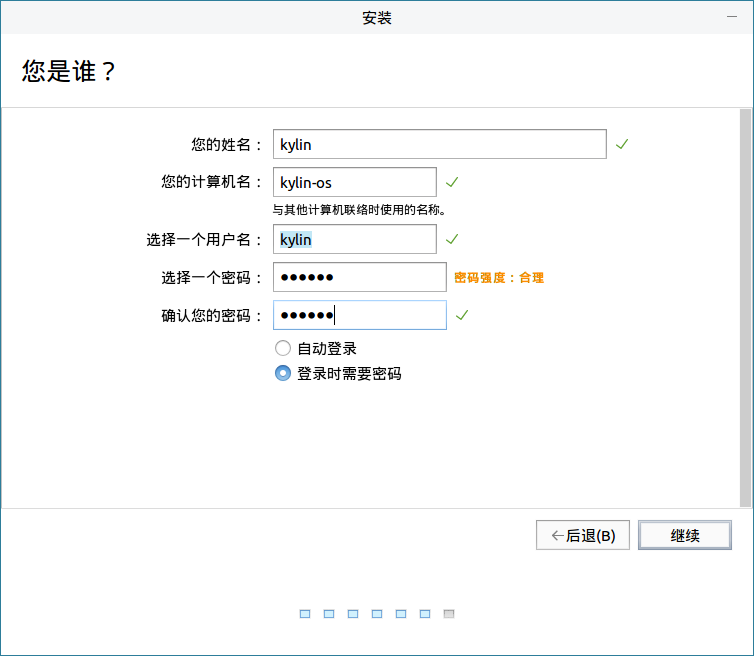 安装
您是谁？
您的姓名： kylin
您的计算机名： kylin-os
与其他计算机联络时使用的名称。
选择一个用户名： kylin
选择一个密码： ●●●●●● 密码强度：合理
确认您的密码： ●●●●●●
自动登录
登录时需要密码
←后退(B) 继续